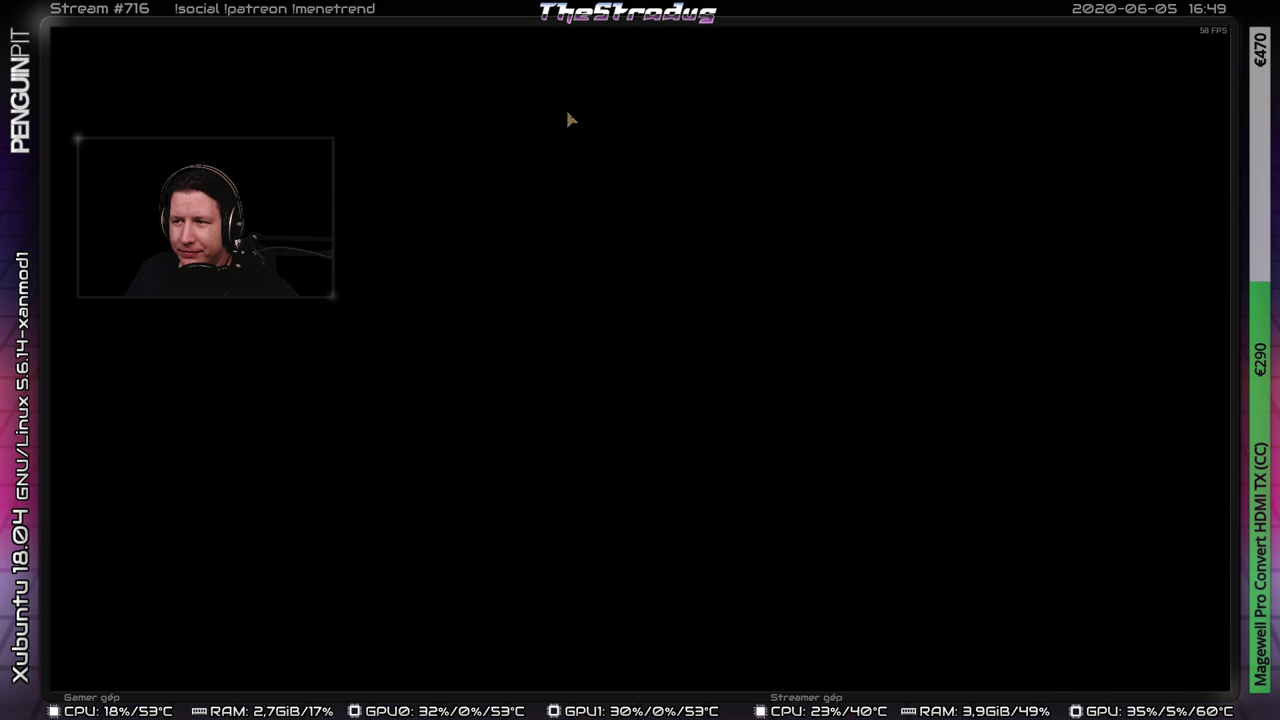 Stream #716 !social !patreon !menetrend
TheStradus
2020-06-05 16:49
58 FPS
PENGUINPIT
Xubuntu 18.04 GNU/Linux 5.6.14-xanmod1
€470
€290
Magewell Pro Convert HDMI TX (CC)
Gamer gép
CPU: 18%/53°C RAM: 2,7GiB/17% GPU0: 32%/0%/53°C GPU1: 30%/0%/53°C
Streamer gép
CPU: 23%/40°C RAM: 3,9GiB/49% GPU: 35%/5%/60°C